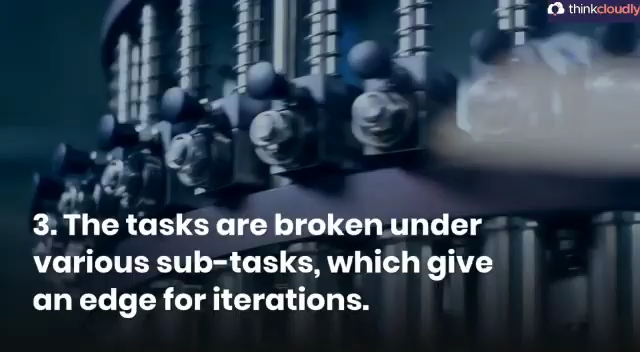 thinkcloudly
3. The tasks are broken under
various sub-tasks, which give
an edge for iterations.